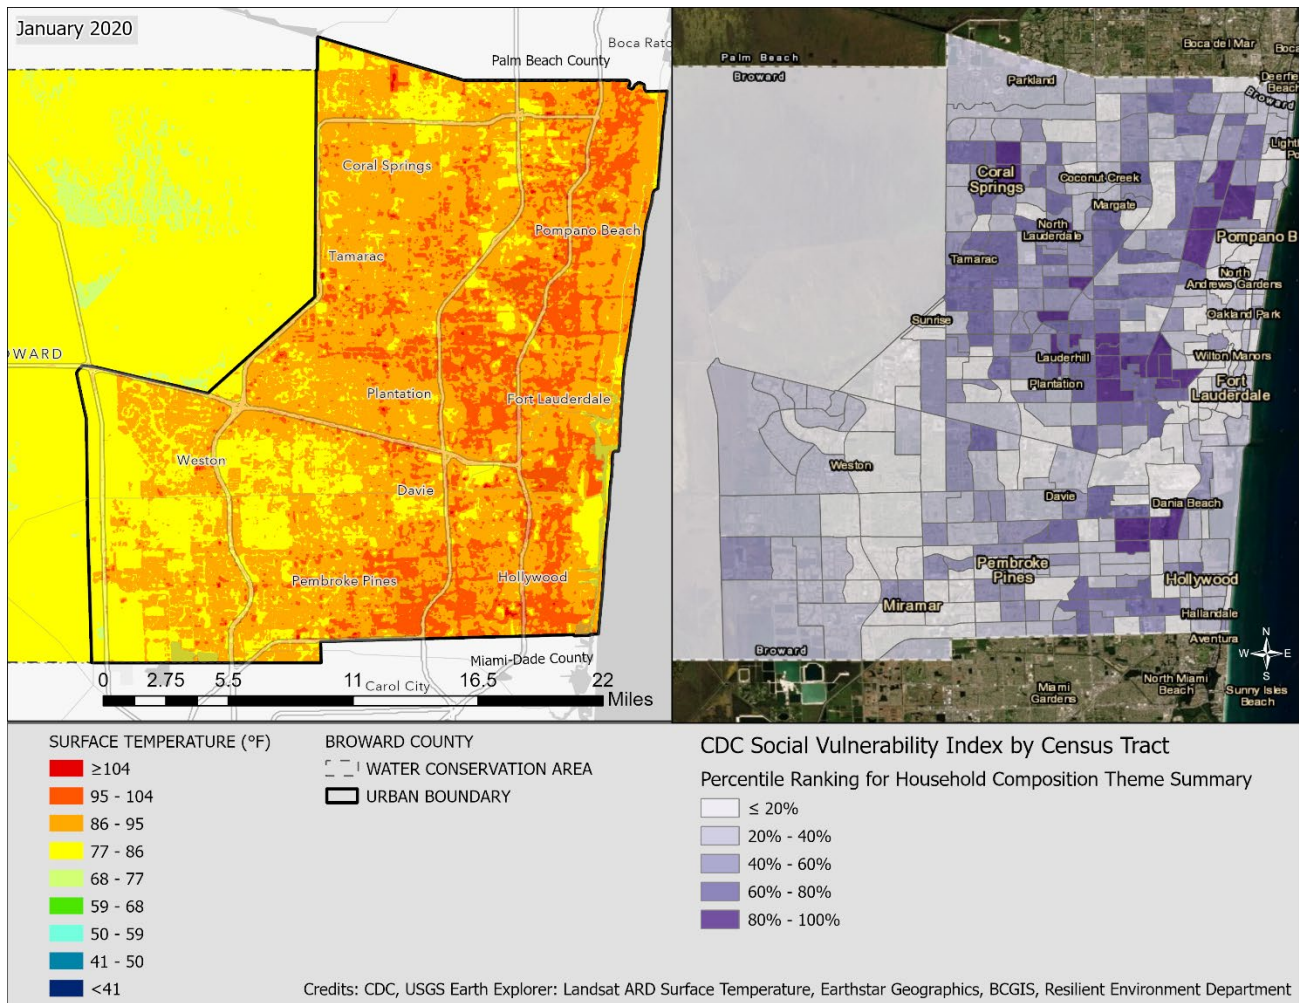 January 2020
Boca Rato
Palm Beach County
Coral Springs
Pompano Beach
Tamarac
OWARD
Plantation
Fort Lauderdale
Weston
Davie
Pembroke Pines
Hollywood
Miami-Dade County
Carol City
0 2.75 5.5 11 16.5 22
Miles
Palm Beach
Broward
Boca del Mar
Boca
Parkland
Deerfie
Beach
Broward
Lighth
Po
Coral
Springs
Coconut Creek
Margate
North
Lauderdale
Pompano B
Tamarac
North
Andrews Gardens
Sunrise
Oakland Park
Lauderhill
Wilton Manors
Plantation
Fort
Lauderdale
Weston
Davie
Dania Beach
Pembroke
Pines
Hollywood
Miramar
Hallandale
Aventura
Broward
N
W E
S
Miami
Gardens
North Miami
Beach
Sunny Isles
Beach
SURFACE TEMPERATURE (°F)
≥104
95 - 104
86 - 95
77 - 86
68 - 77
59 - 68
50 - 59
41 - 50
<41
BROWARD COUNTY
WATER CONSERVATION AREA
URBAN BOUNDARY
CDC Social Vulnerability Index by Census Tract
Percentile Ranking for Household Composition Theme Summary
≤ 20%
20% - 40%
40% - 60%
60% - 80%
80% - 100%
Credits: CDC, USGS Earth Explorer: Landsat ARD Surface Temperature, Earthstar Geographics, BCGIS, Resilient Environment Department